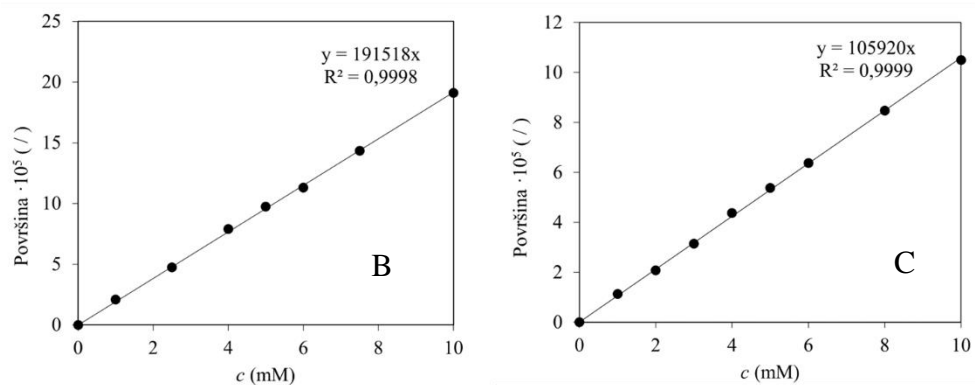 25
20
15
10
5
0
Površina ·10⁵ ( / )
y = 191518x
R² = 0,9998
B
0 2 4 6 8 10
c (mM)
12
10
8
6
4
2
0
Površina ·10⁵ ( / )
y = 105920x
R² = 0,9999
C
0 2 4 6 8 10
c (mM)